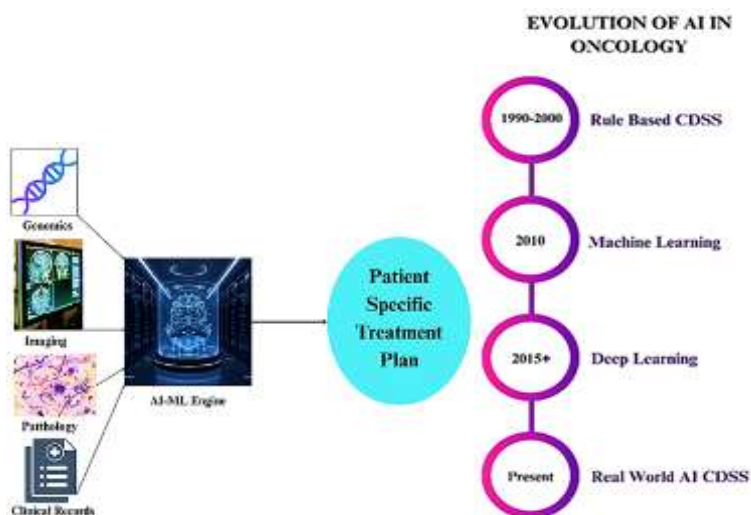 EVOLUTION OF AI IN
ONCOLOGY
1990-2000
Rule Based CDSS
2010
Machine Learning
2015+
Deep Learning
Present
Real World AI CDSS
Genomics
Imaging
Patthology
Clinical Records
AI-ML Engine
Patient
Specific
Treatment
Plan